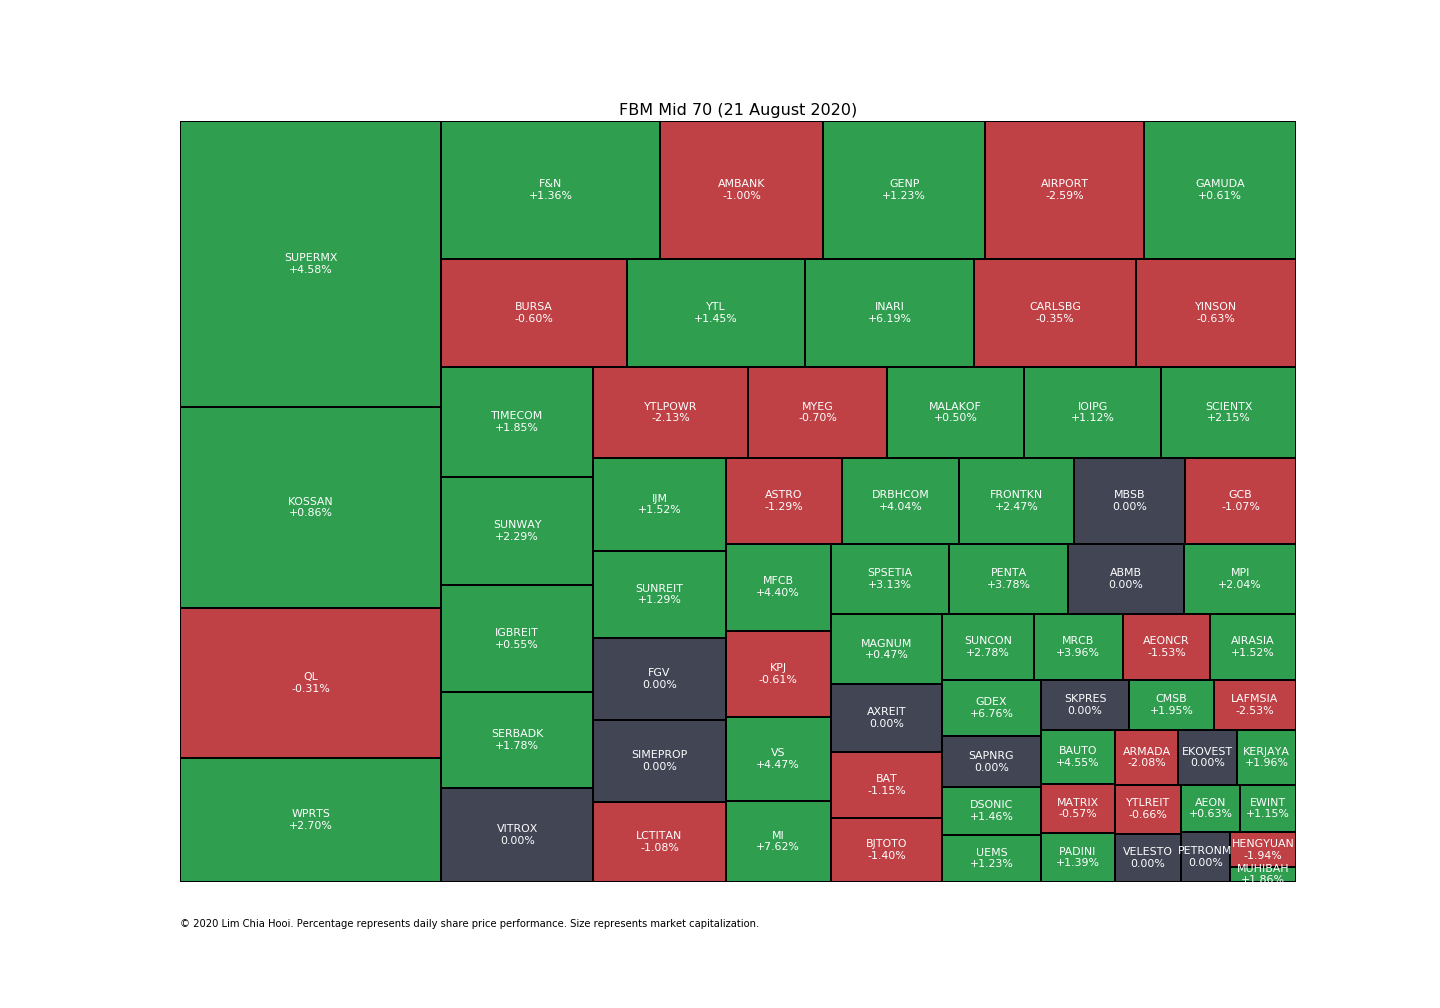 FBM Mid 70 (21 August 2020)
SUPERMX
+4.58%
KOSSAN
+0.86%
QL
-0.31%
WPRTS
+2.70%
F&N
+1.36%
AMBANK
-1.00%
GENP
+1.23%
AIRPORT
-2.59%
GAMUDA
+0.61%
BURSA
-0.60%
YTL
+1.45%
INARI
+6.19%
CARLSBG
-0.35%
YINSON
-0.63%
TIMECOM
+1.85%
SUNWAY
+2.29%
IGBREIT
+0.55%
SERBADK
+1.78%
VITROX
0.00%
YTLPOWR
-2.13%
MYEG
-0.70%
MALAKOF
+0.50%
IOIPG
+1.12%
SCIENTX
+2.15%
IJM
+1.52%
SUNREIT
+1.29%
FGV
0.00%
SIMEPROP
0.00%
LCTITAN
-1.08%
ASTRO
-1.29%
DRBHCOM
+4.04%
FRONTKN
+2.47%
MBSB
0.00%
GCB
-1.07%
MFCB
+4.40%
KPJ
-0.61%
VS
+4.47%
MI
+7.62%
SPSETIA
+3.13%
PENTA
+3.78%
ABMB
0.00%
MPI
+2.04%
MAGNUM
+0.47%
AXREIT
0.00%
BAT
-1.15%
BJTOTO
-1.40%
SUNCON
+2.78%
MRCB
+3.96%
AEONCR
-1.53%
AIRASIA
+1.52%
GDEX
+6.76%
SAPNRG
0.00%
DSONIC
+1.46%
UEMS
+1.23%
SKPRES
0.00%
CMSB
+1.95%
LAFMSIA
-2.53%
BAUTO
+4.55%
MATRIX
-0.57%
PADINI
+1.39%
ARMADA
-2.08%
EKOVEST
0.00%
KERJAYA
+1.96%
YTLREIT
-0.66%
VELESTO
0.00%
AEON
+0.63%
EWINT
+1.15%
PETRONM
0.00%
HENGYUAN
-1.94%
MUHIBAH
+1.86%
© 2020 Lim Chia Hooi. Percentage represents daily share price performance. Size represents market capitalization.